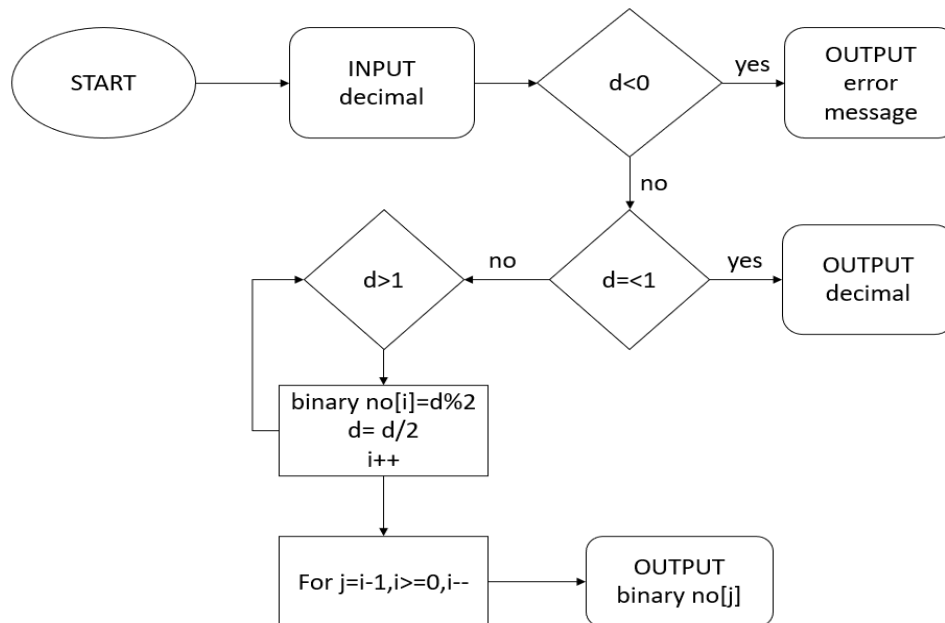 START
INPUT
decimal
d<0
yes
OUTPUT
error
message
no
d>1
no
d=<1
yes
OUTPUT
decimal
binary no[i]=d%2
d= d/2
i++
For j=i-1,i>=0,i--
OUTPUT
binary no[j]